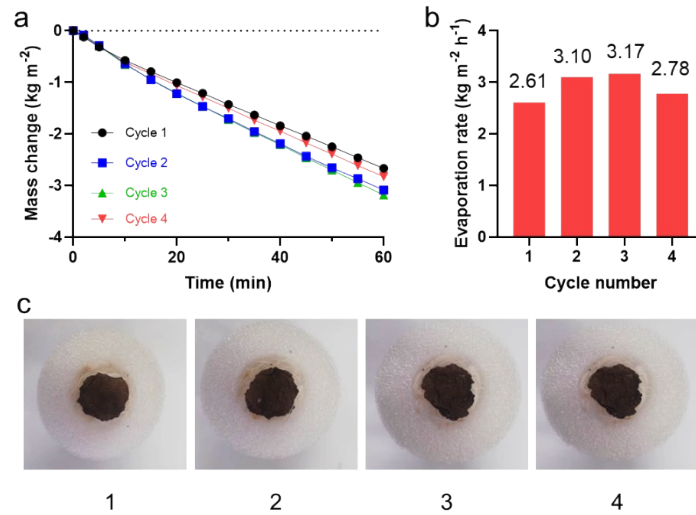 a
Mass change (kg m-2)
0
-1
-2
-3
-4
Cycle 1
Cycle 2
Cycle 3
Cycle 4
0
20
40
60
Time (min)
b
Evaporation rate (kg m-2 h-1)
4
3
2
1
0
2.61
3.10
3.17
2.78
1
2
3
4
Cycle number
c
1
2
3
4